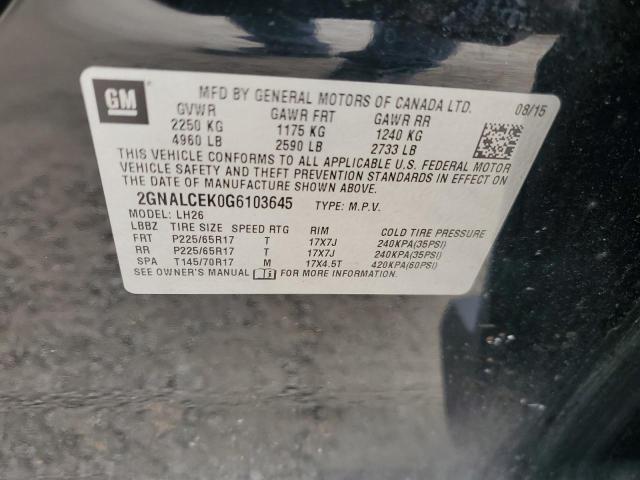 GM
MFD BY GENERAL MOTORS OF CANADA LTD. 08/15
GVWR GAWR FRT GAWR RR
2250 KG 1175 KG 1240 KG
4960 LB 2590 LB 2733 LB
THIS VEHICLE CONFORMS TO ALL APPLICABLE U.S. FEDERAL MOTOR
VEHICLE SAFETY AND THEFT PREVENTION STANDARDS IN EFFECT ON
THE DATE OF MANUFACTURE SHOWN ABOVE.
2GNALCEK0G6103645 TYPE: M.P.V.
MODEL: LH26
LBBZ TIRE SIZE SPEED RTG RIM COLD TIRE PRESSURE
FRT P225/65R17 T 17X7J 240KPA(35PSI)
RR P225/65R17 T 17X7J 240KPA(35PSI)
SPA T145/70R17 M 17X4.5T 420KPA(60PSI)
SEE OWNER'S MANUAL FOR MORE INFORMATION.